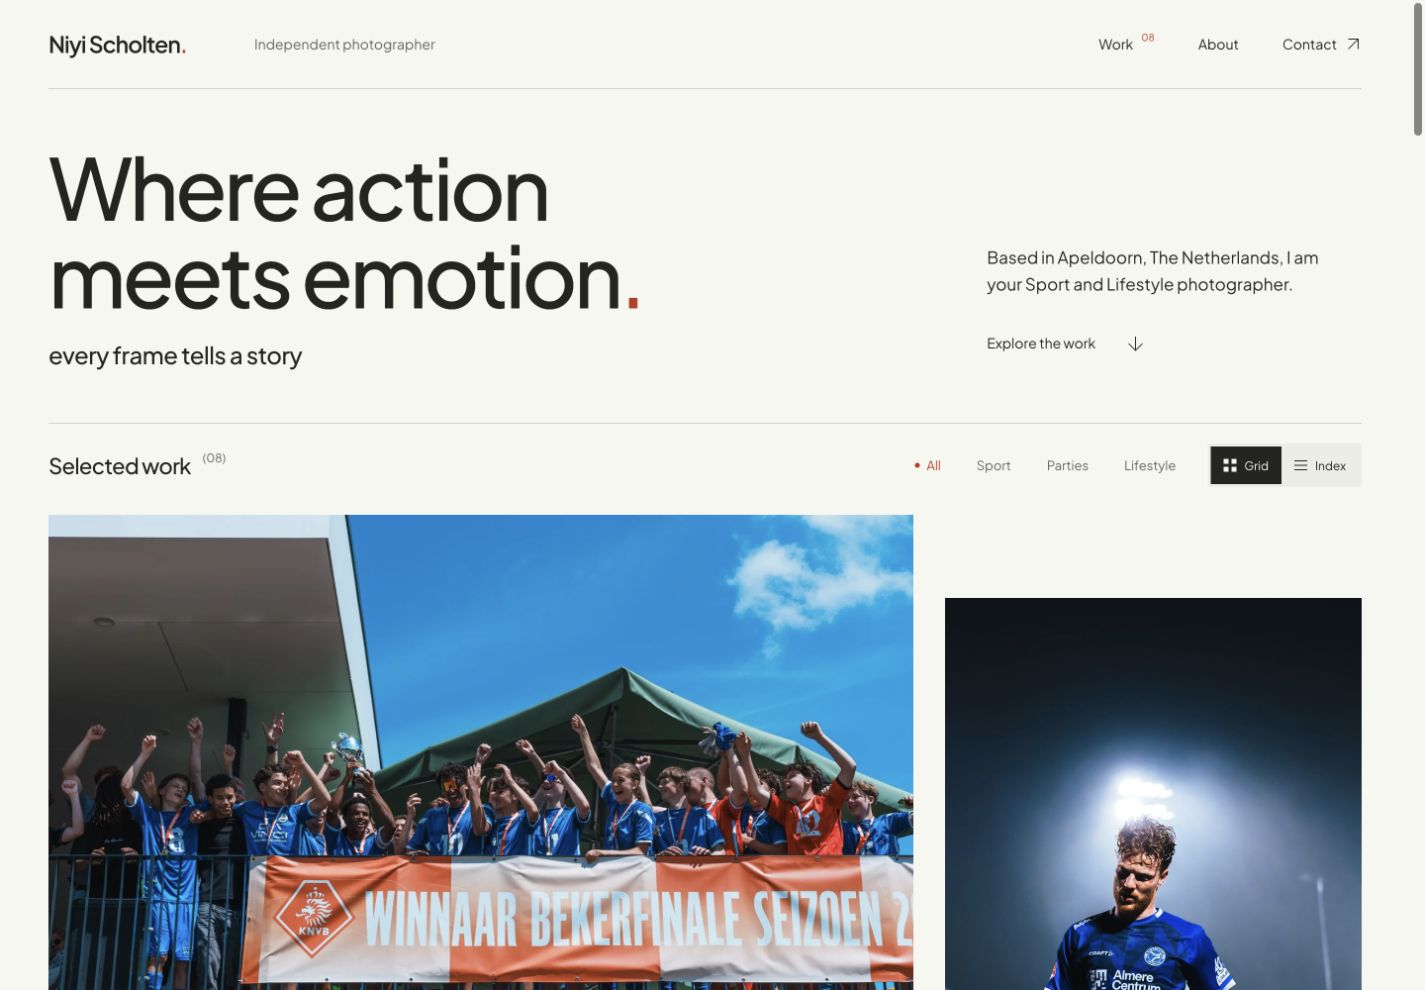 Niyi Scholten.
Independent photographer
Work 08
About
Contact
Where action
meets emotion.
every frame tells a story
Based in Apeldoorn, The Netherlands, I am
your Sport and Lifestyle photographer.
Explore the work
Selected work (08)
All
Sport
Parties
Lifestyle
Grid
Index
KNVB
WINNAAR BEKERFINALE SEIZOEN
CRAFT
Almere
Centrum